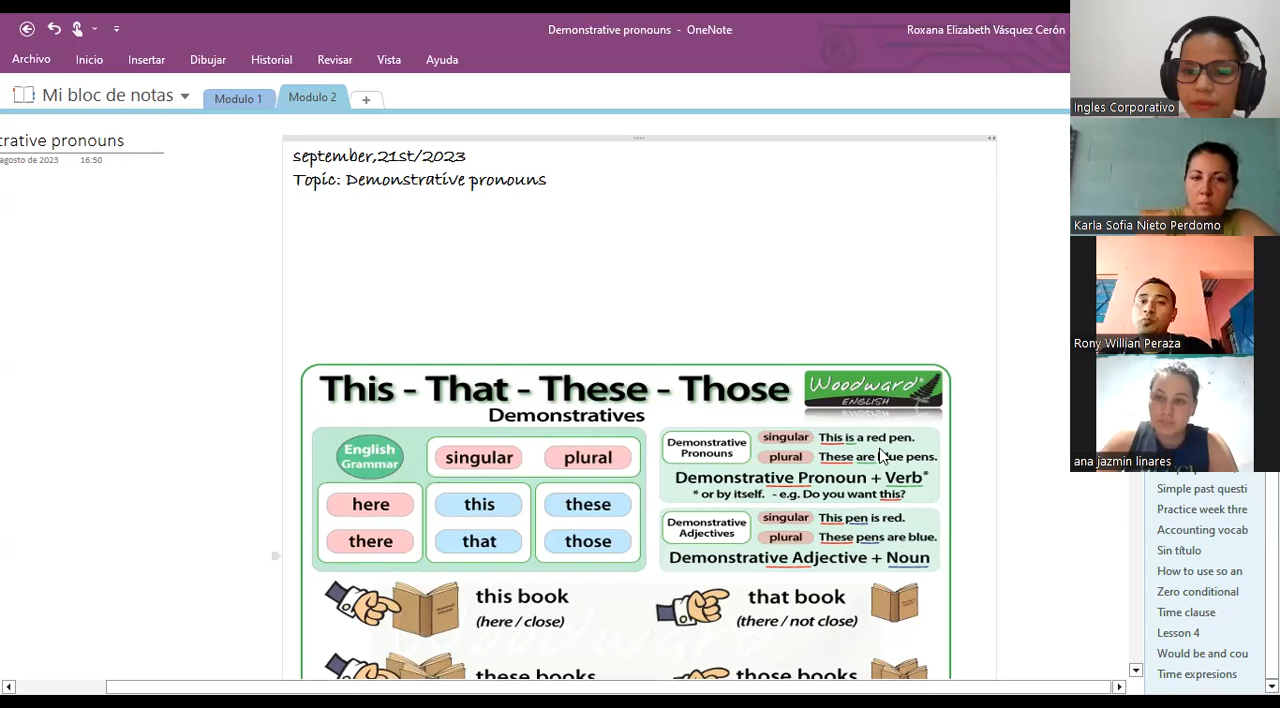 Demonstrative pronouns - OneNote
Roxana Elizabeth Vásquez Cerón
Archivo Inicio Insertar Dibujar Historial Revisar Vista Ayuda
Mi bloc de notas Modulo 1 Modulo 2
trative pronouns
agosto de 2023 16:50
september,21st/2023
Topic: Demonstrative pronouns
This - That - These - Those
Woodward®
ENGLISH
Demonstratives
English
Grammar
singular plural
here this these
there that those
Demonstrative
Pronouns
singular This is a red pen.
plural These are blue pens.
Demonstrative Pronoun + Verb*
* or by itself. - e.g. Do you want this?
Demonstrative
Adjectives
singular This pen is red.
plural These pens are blue.
Demonstrative Adjective + Noun
this book
(here / close)
that book
(there / not close)
these books
those books
Ingles Corporativo
Karla Sofia Nieto Perdomo
Rony Willian Peraza
ana jazmin linares
Simple past questi
Practice week thre
Accounting vocab
Sin título
How to use so an
Zero conditional
Time clause
Lesson 4
Would be and cou
Time expresions